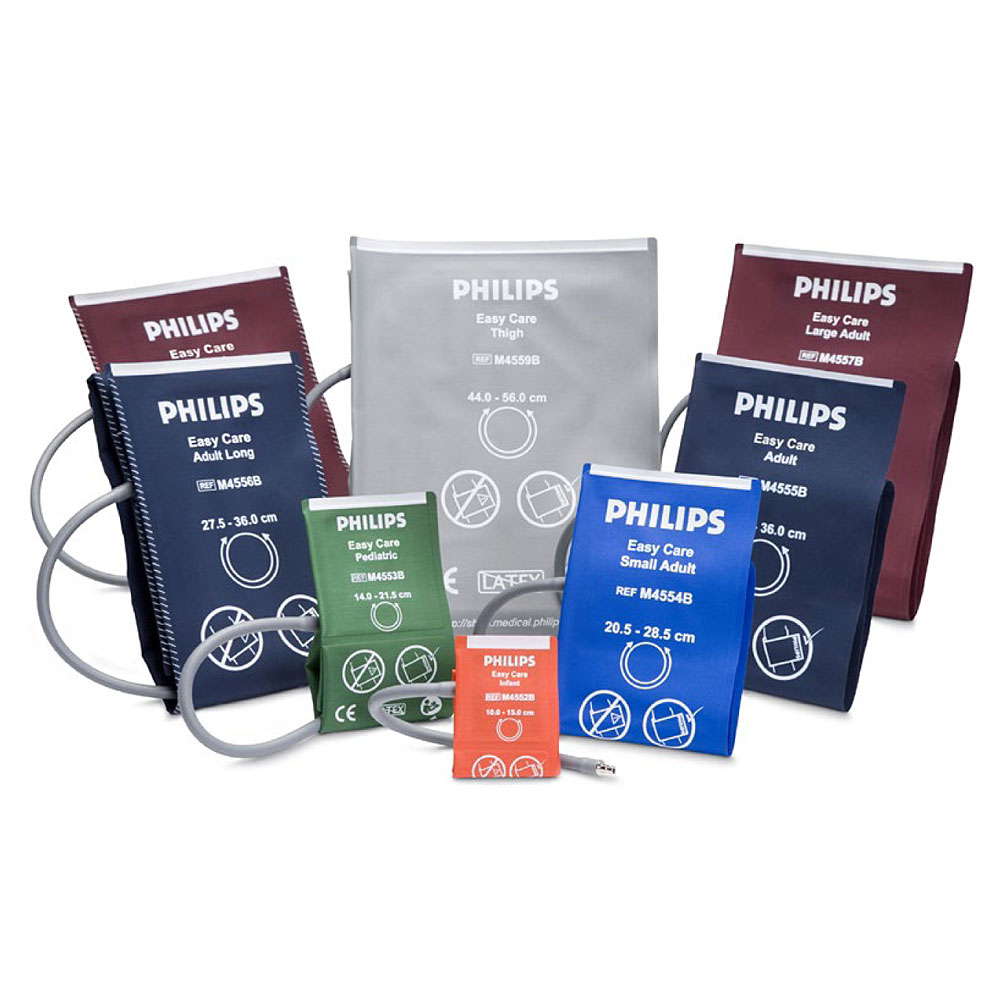 PHILIPS
Easy Care
PHILIPS
Easy Care
Thigh
REF M4559B
44.0 - 56.0 cm
CE LATEX
PHILIPS
Easy Care
Large Adult
REF M4557B
PHILIPS
Easy Care
Adult Long
REF M4556B
27.5 - 36.0 cm
PHILIPS
Easy Care
Adult
M4555B
36.0 cm
PHILIPS
Easy Care
Pediatric
REF M4553B
14.0 - 21.5 cm
CE
PHILIPS
Easy Care
Small Adult
REF M4554B
20.5 - 28.5 cm
PHILIPS
Easy Care
Infant
REF M4552B
10.0 - 15.0 cm